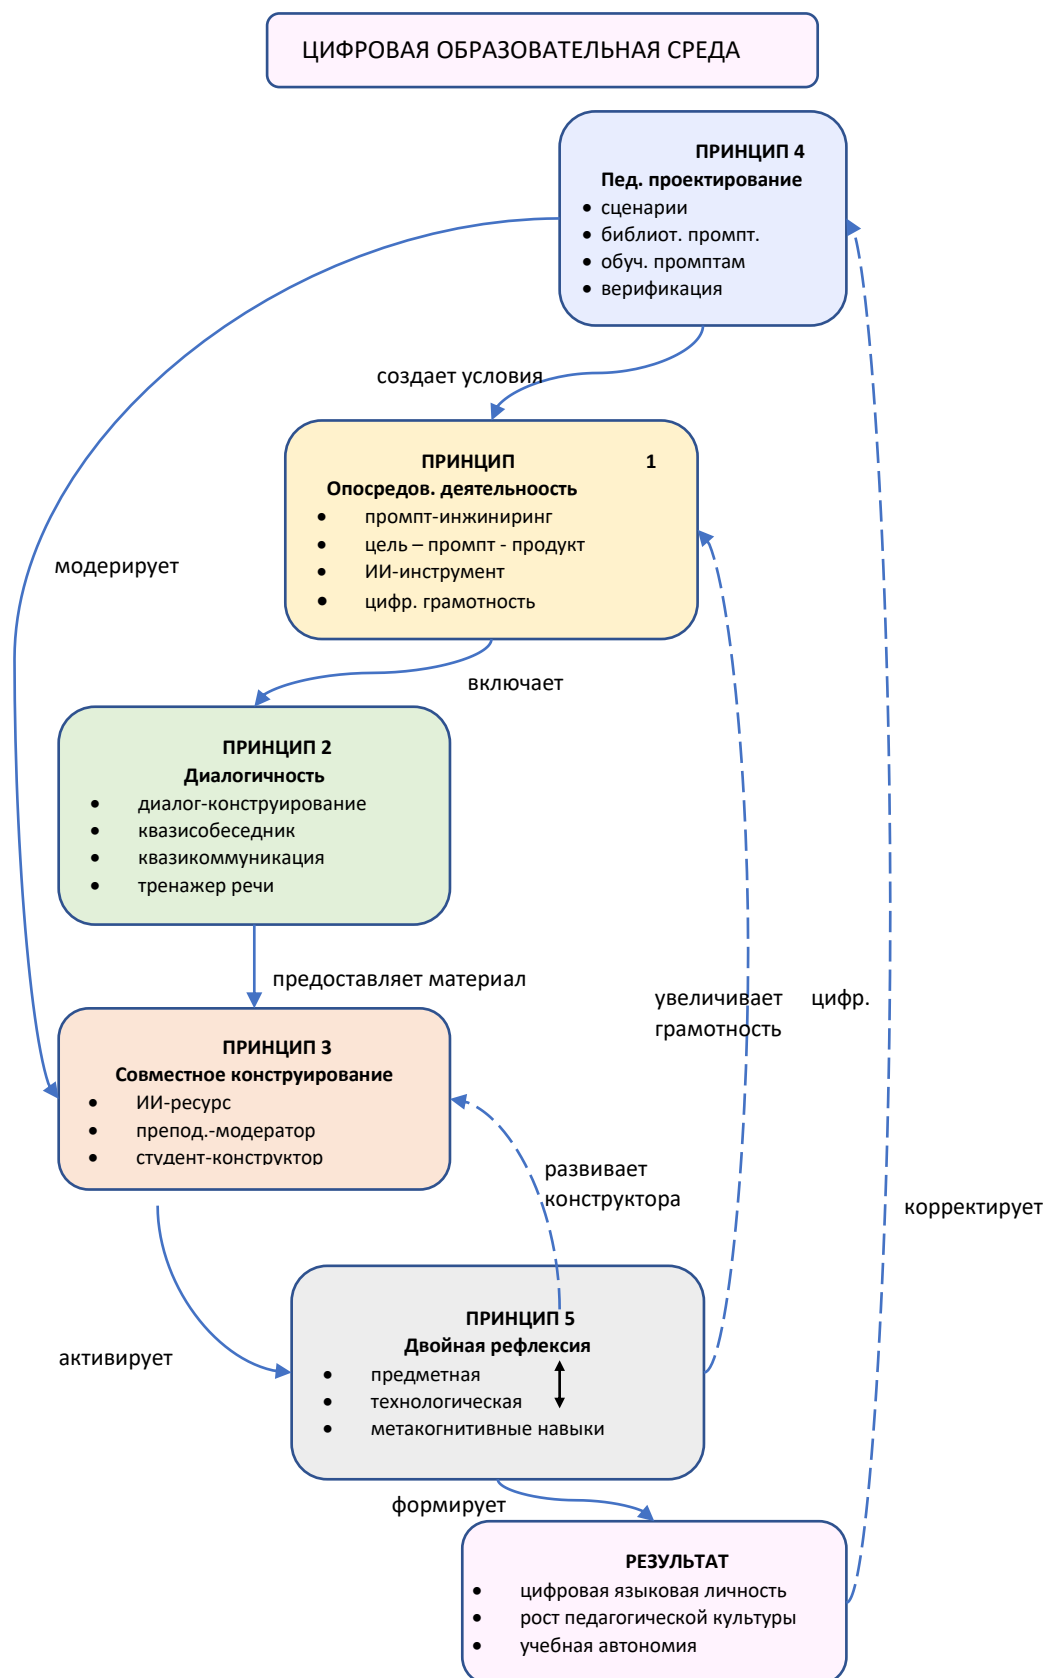 ЦИФРОВАЯ ОБРАЗОВАТЕЛЬНАЯ СРЕДА
ПРИНЦИП 4
Пед. проектирование
• сценарии
• библиот. промпт.
• обуч. промптам
• верификация
создает условия
ПРИНЦИП 1
Опосредов. деятельноость
• промпт-инжиниринг
• цель – промпт - продукт
• ИИ-инструмент
• цифр. грамотность
модерирует
включает
ПРИНЦИП 2
Диалогичность
• диалог-конструирование
• квазисобеседник
• квазикоммуникация
• тренажер речи
предоставляет материал
увеличивает цифр.
грамотность
ПРИНЦИП 3
Совместное конструирование
• ИИ-ресурс
• препод.-модератор
• студент-конструктор
развивает
конструктора
корректирует
активирует
ПРИНЦИП 5
Двойная рефлексия
• предметная
• технологическая
• метакогнитивные навыки
формирует
РЕЗУЛЬТАТ
• цифровая языковая личность
• рост педагогической культуры
• учебная автономия